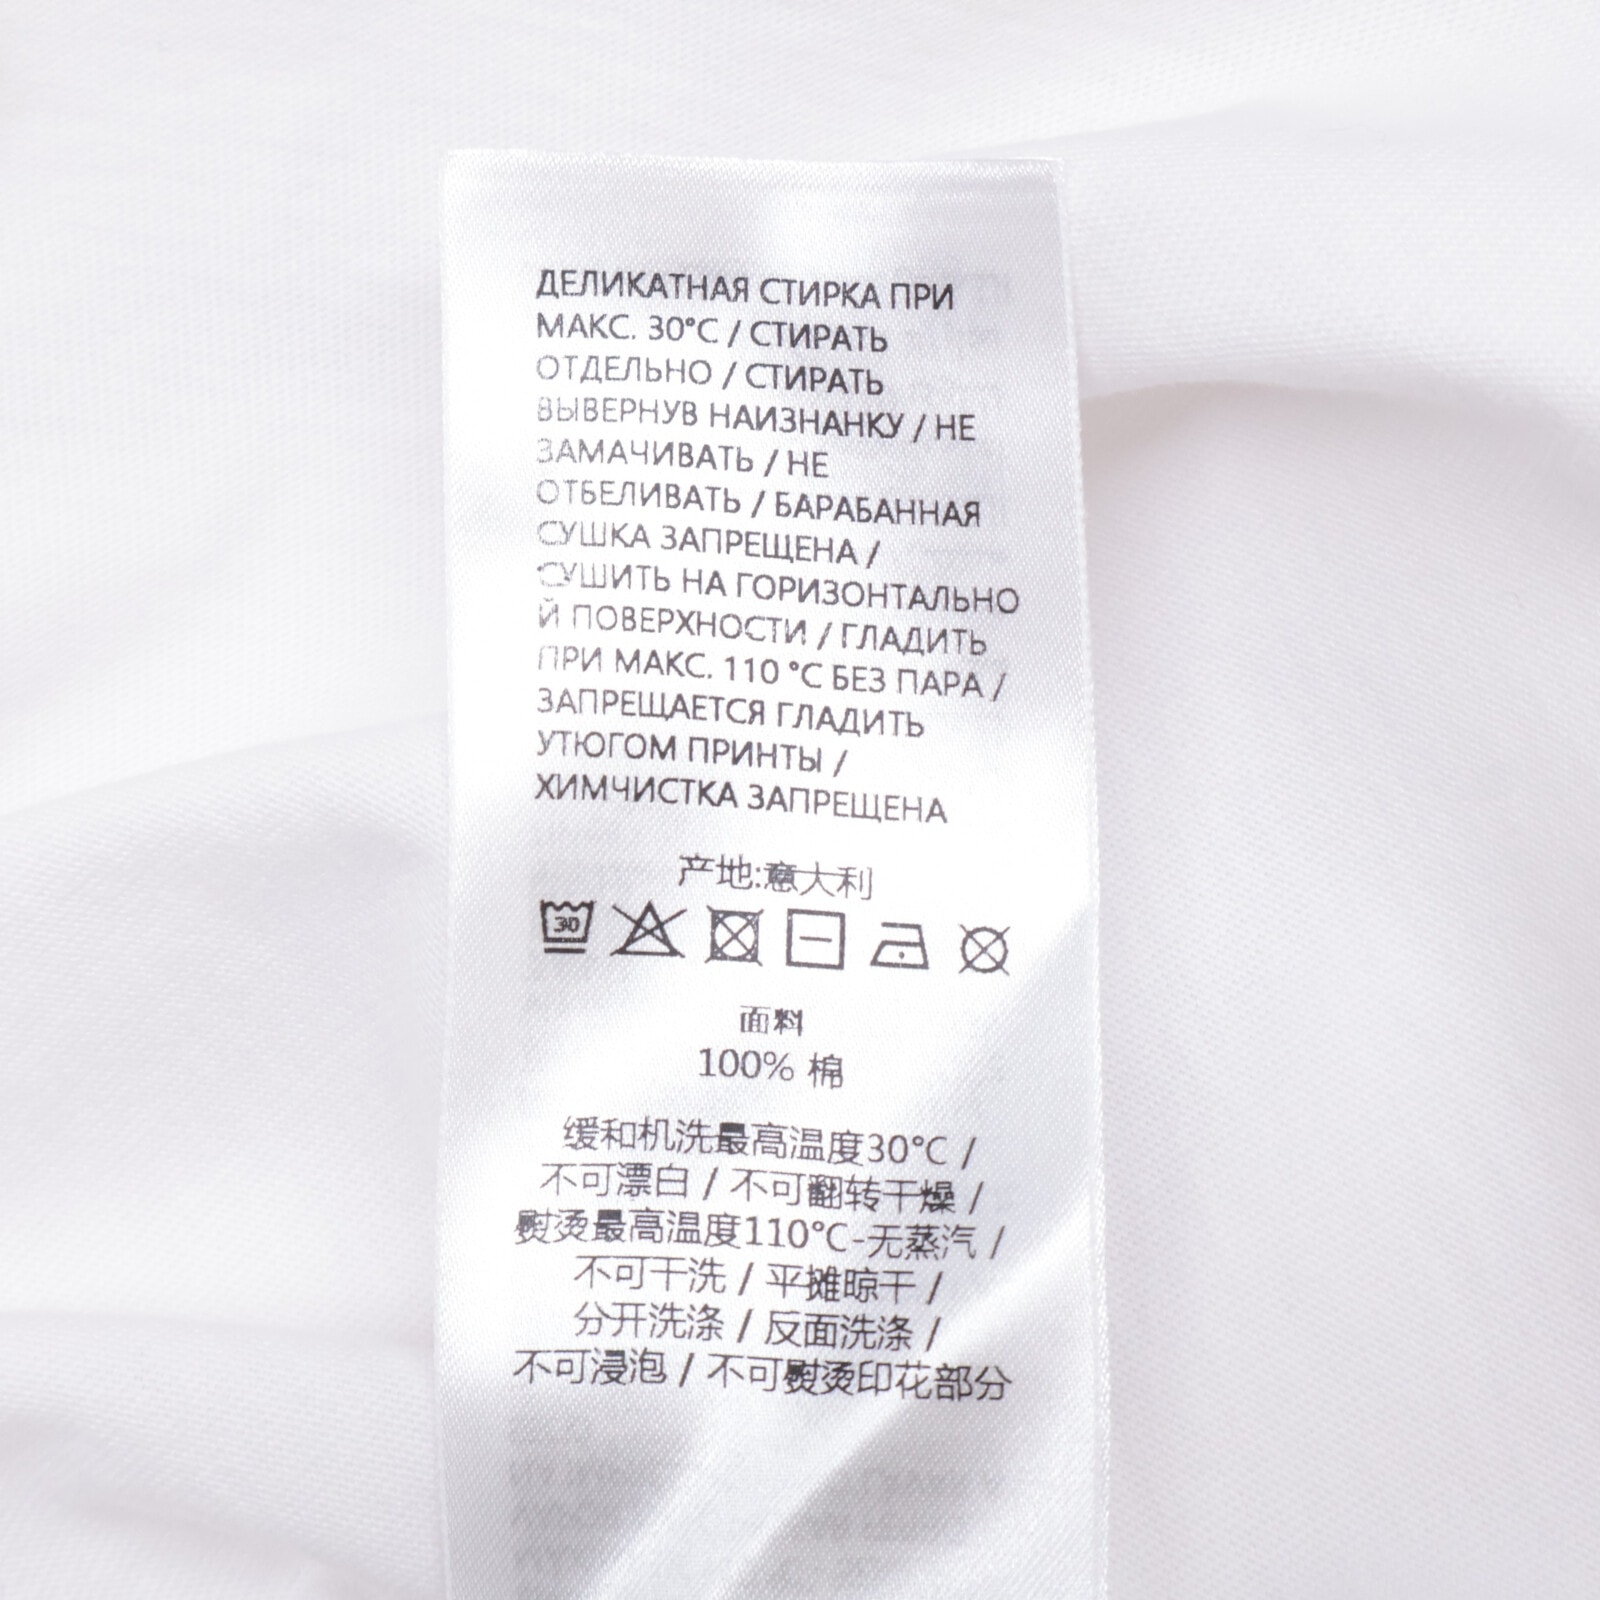 ДЕЛИКАТНАЯ СТИРКА ПРИ
МАКС. 30°C / СТИРАТЬ
ОТДЕЛЬНО / СТИРАТЬ
ВЫВЕРНУВ НАИЗНАНКУ / НЕ
ЗАМАЧИВАТЬ / НЕ
ОТБЕЛИВАТЬ / БАРАБАННАЯ
СУШКА ЗАПРЕЩЕНА /
СУШИТЬ НА ГОРИЗОНТАЛЬНО
Й ПОВЕРХНОСТИ / ГЛАДИТЬ
ПРИ МАКС. 110 °C БЕЗ ПАРА /
ЗАПРЕЩАЕТСЯ ГЛАДИТЬ
УТЮГОМ ПРИНТЫ /
ХИМЧИСТКА ЗАПРЕЩЕНА
产地:意大利
30
面料
100% 棉
缓和机洗最高温度30°C /
不可漂白 / 不可翻转干燥 /
熨烫最高温度110°C-无蒸汽 /
不可干洗 / 平摊晾干 /
分开洗涤 / 反面洗涤 /
不可浸泡 / 不可熨烫印花部分